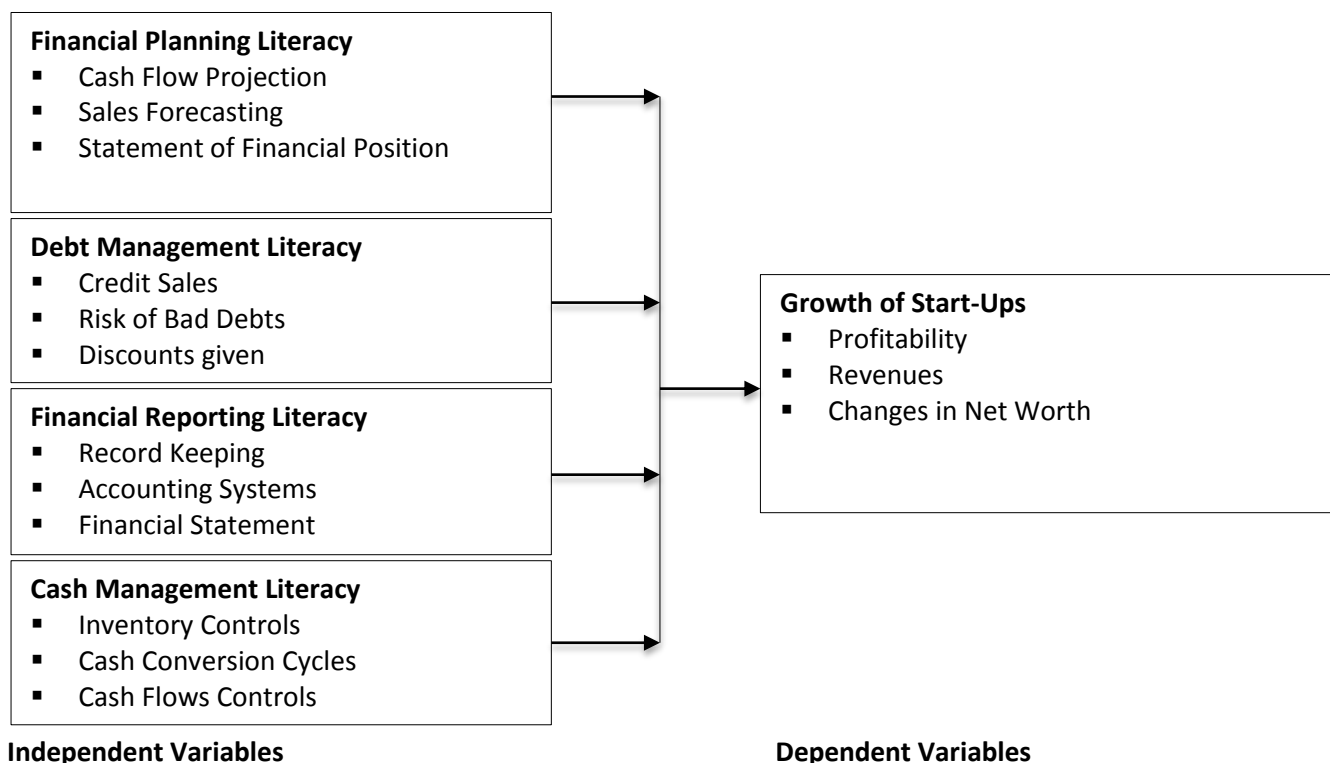 Financial Planning Literacy
▪ Cash Flow Projection
▪ Sales Forecasting
▪ Statement of Financial Position
Debt Management Literacy
▪ Credit Sales
▪ Risk of Bad Debts
▪ Discounts given
Financial Reporting Literacy
▪ Record Keeping
▪ Accounting Systems
▪ Financial Statement
Cash Management Literacy
▪ Inventory Controls
▪ Cash Conversion Cycles
▪ Cash Flows Controls
Independent Variables
Growth of Start-Ups
▪ Profitability
▪ Revenues
▪ Changes in Net Worth
Dependent Variables